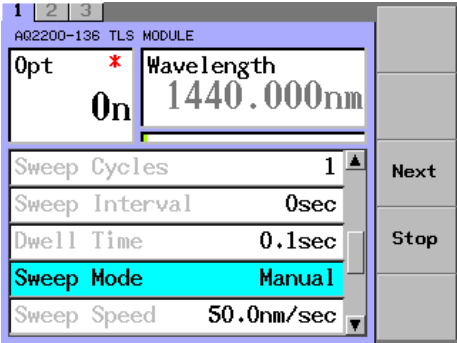 1 2 3
AQ2200-136 TLS MODULE
Opt * Wavelength
On 1440.000nm
Sweep Cycles 1
Next
Sweep Interval 0sec
Dwell Time 0.1sec
Stop
Sweep Mode Manual
Sweep Speed 50.0nm/sec